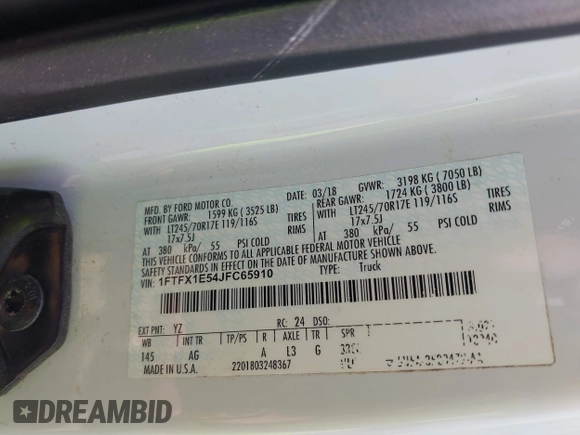 MFD. BY FORD MOTOR CO. DATE: 03/18 GVWR: 3198 KG ( 7050 LB)
FRONT GAWR: 1599 KG ( 3525 LB) REAR GAWR: 1724 KG ( 3800 LB)
WITH LT245/70R17E 119/116S TIRES WITH LT245/70R17E 119/116S TIRES
17x7.5J RIMS 17x7.5J RIMS
AT 380 kPa/ 55 PSI COLD AT 380 kPa/ 55 PSI COLD
THIS VEHICLE CONFORMS TO ALL APPLICABLE FEDERAL MOTOR VEHICLE
SAFETY STANDARDS IN EFFECT ON THE DATE OF MANUFACTURE SHOWN ABOVE.
VIN: 1FTFX1E54JFC65910 TYPE: Truck
EXT PNT: YZ RC: 24 DSO:
WB INT TR TP/PS R AXLE TR SPR
145 AG A L3 G
MADE IN U.S.A. 2201803248367
DREAMBID